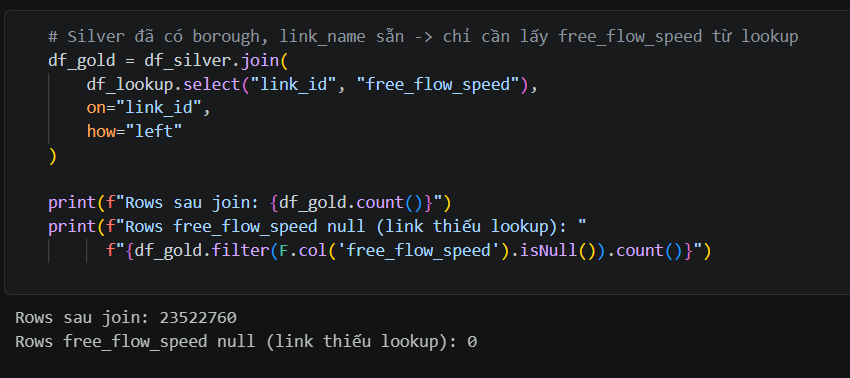 # Silver đã có borough, link_name sẵn -> chỉ cần lấy free_flow_speed từ lookup
df_gold = df_silver.join(
    df_lookup.select("link_id", "free_flow_speed"),
    on="link_id",
    how="left"
)
print(f"Rows sau join: {df_gold.count()}")
print(f"Rows free_flow_speed null (link thiếu lookup): "
      f"{df_gold.filter(F.col('free_flow_speed').isNull()).count()}")
Rows sau join: 23522760
Rows free_flow_speed null (link thiếu lookup): 0